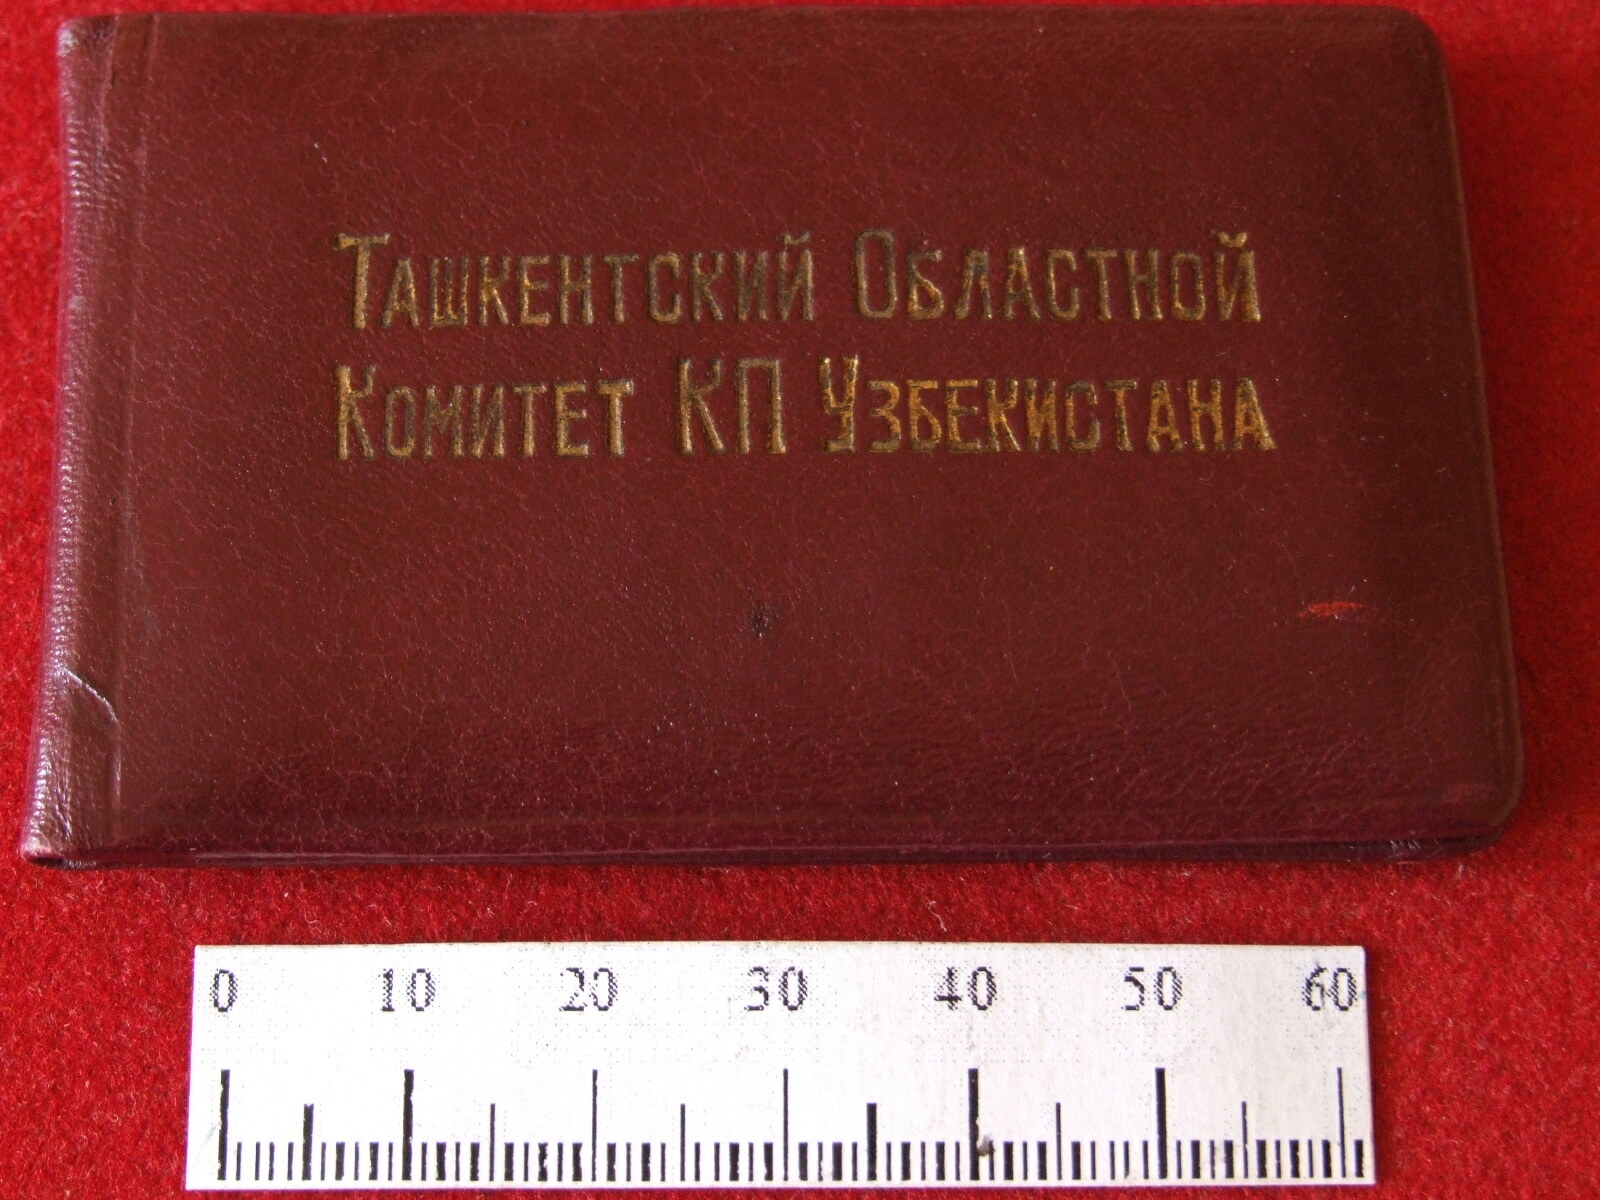 Ташкентский Областной
Комитет КП Узбекистана
0 10 20 30 40 50 60